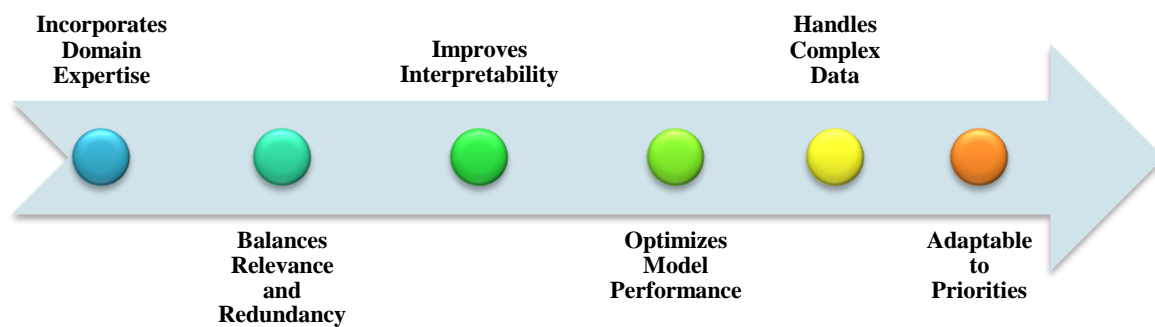 Incorporates
Domain
Expertise
Balances
Relevance
and
Redundancy
Improves
Interpretability
Optimizes
Model
Performance
Handles
Complex
Data
Adaptable
to
Priorities